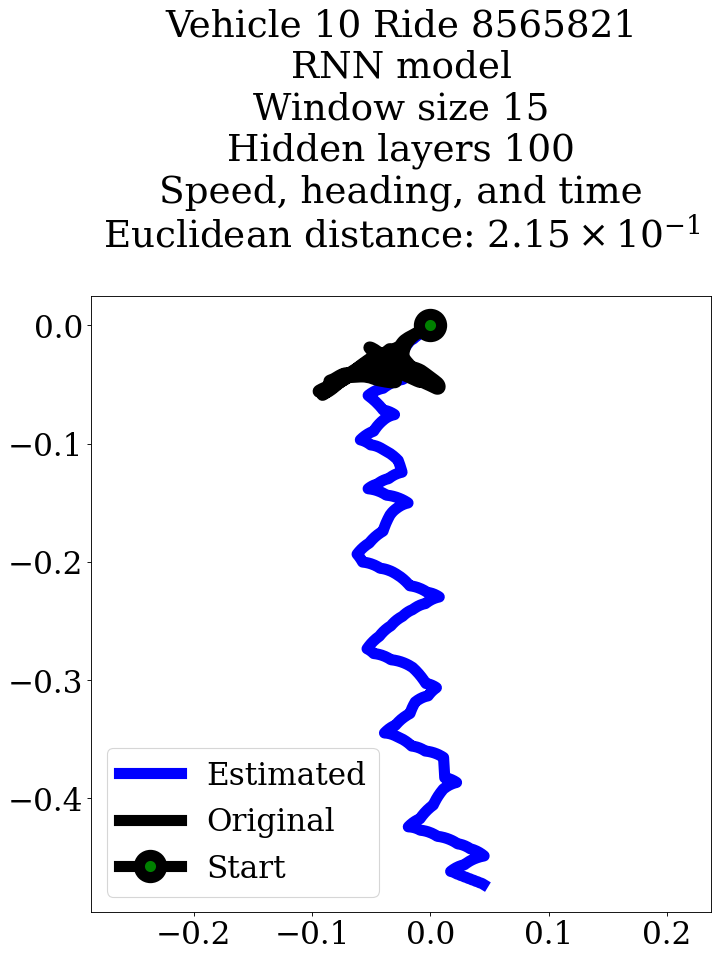 Vehicle 10 Ride 8565821
RNN model
Window size 15
Hidden layers 100
Speed, heading, and time
Euclidean distance: 2.15 × 10⁻¹
0.0
−0.1
−0.2
−0.3
−0.4
Estimated
Original
Start
−0.2 −0.1 0.0 0.1 0.2